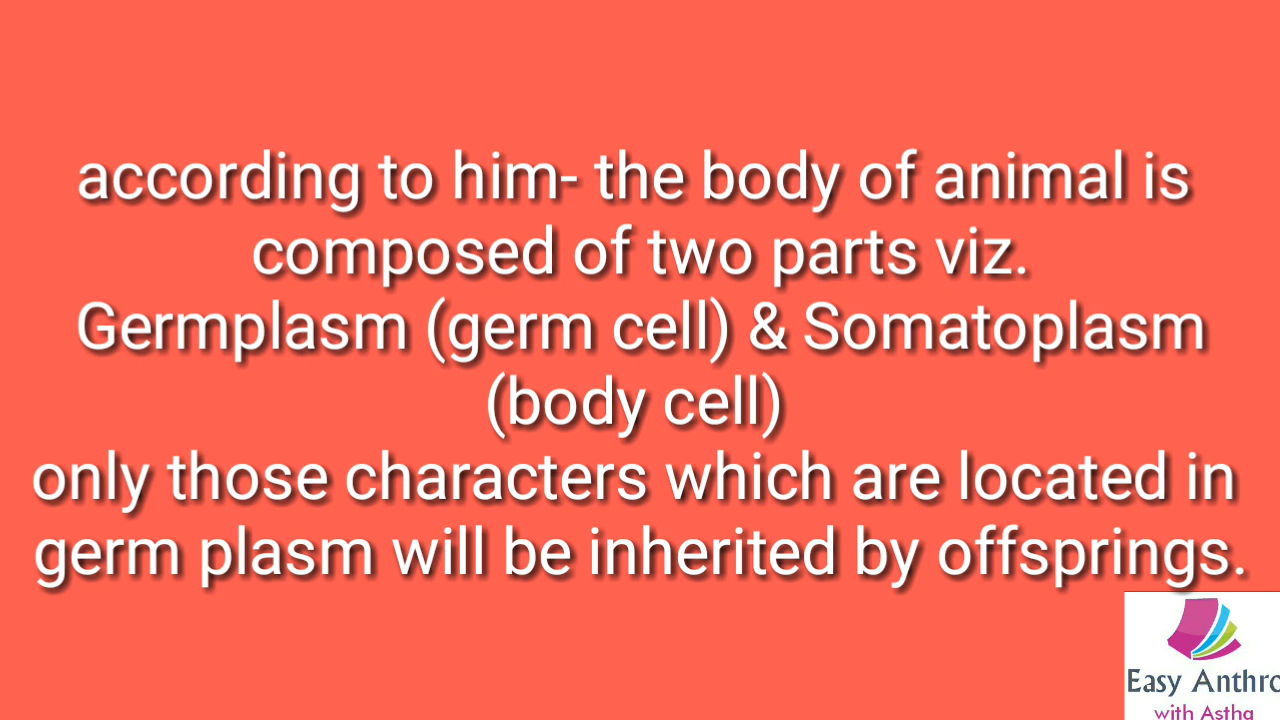 according to him- the body of animal is
composed of two parts viz.
Germplasm (germ cell) & Somatoplasm
(body cell)
only those characters which are located in
germ plasm will be inherited by offsprings.
Easy Anthro
with Astha